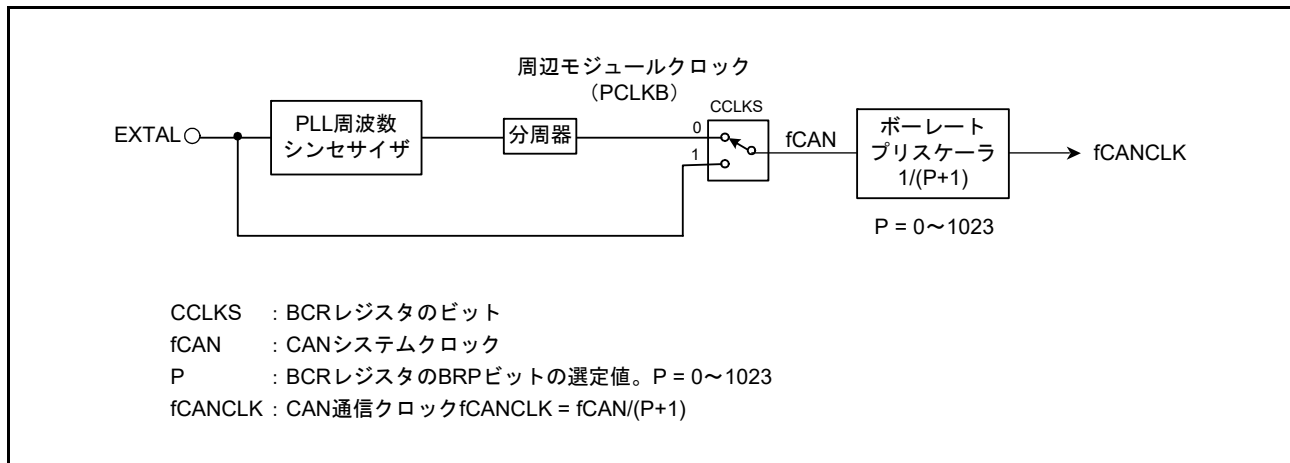 周辺モジュールクロック
（PCLKB）
CCLKS
EXTAL
PLL周波数
シンセサイザ
分周器
0
1
fCAN
ボーレート
プリスケーラ
1/(P+1)
fCANCLK
P = 0～1023
CCLKS ：BCRレジスタのビット
fCAN ：CANシステムクロック
P ：BCRレジスタのBRPビットの選定値。P = 0～1023
fCANCLK：CAN通信クロックfCANCLK = fCAN/(P+1)